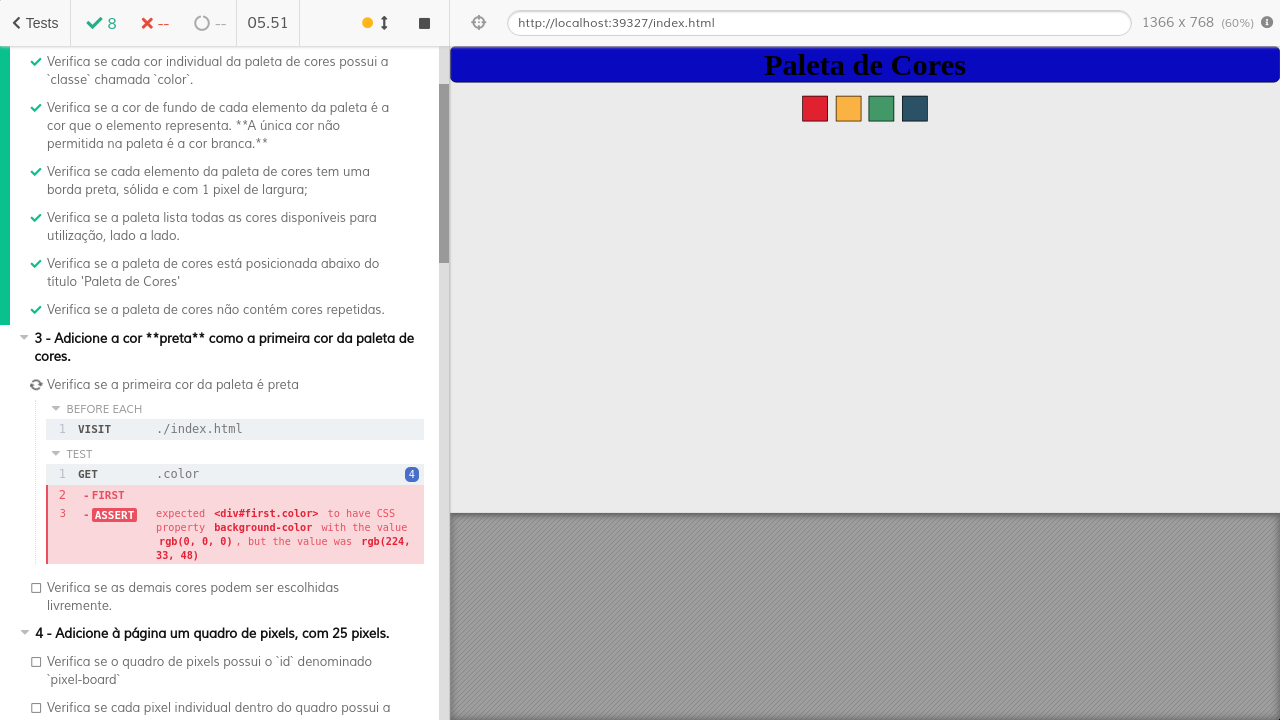 Tests
8
--
--
05.51
http://localhost:39327/index.html
1366 x 768 (60%)
Verifica se cada cor individual da paleta de cores possui a
`classe` chamada `color`.
Verifica se a cor de fundo de cada elemento da paleta é a
cor que o elemento representa. **A única cor não
permitida na paleta é a cor branca.**
Verifica se cada elemento da paleta de cores tem uma
borda preta, sólida e com 1 pixel de largura;
Verifica se a paleta lista todas as cores disponíveis para
utilização, lado a lado.
Verifica se a paleta de cores está posicionada abaixo do
título 'Paleta de Cores'
Verifica se a paleta de cores não contém cores repetidas.
3 - Adicione a cor **preta** como a primeira cor da paleta de
cores.
Verifica se a primeira cor da paleta é preta
BEFORE EACH
1 VISIT ./index.html
TEST
1 GET .color 4
2 - FIRST
3 - ASSERT expected <div#first.color> to have CSS
property background-color with the value
rgb(0, 0, 0) , but the value was rgb(224,
33, 48)
Verifica se as demais cores podem ser escolhidas
livremente.
4 - Adicione à página um quadro de pixels, com 25 pixels.
Verifica se o quadro de pixels possui o `id` denominado
`pixel-board`
Verifica se cada pixel individual dentro do quadro possui a
Paleta de Cores